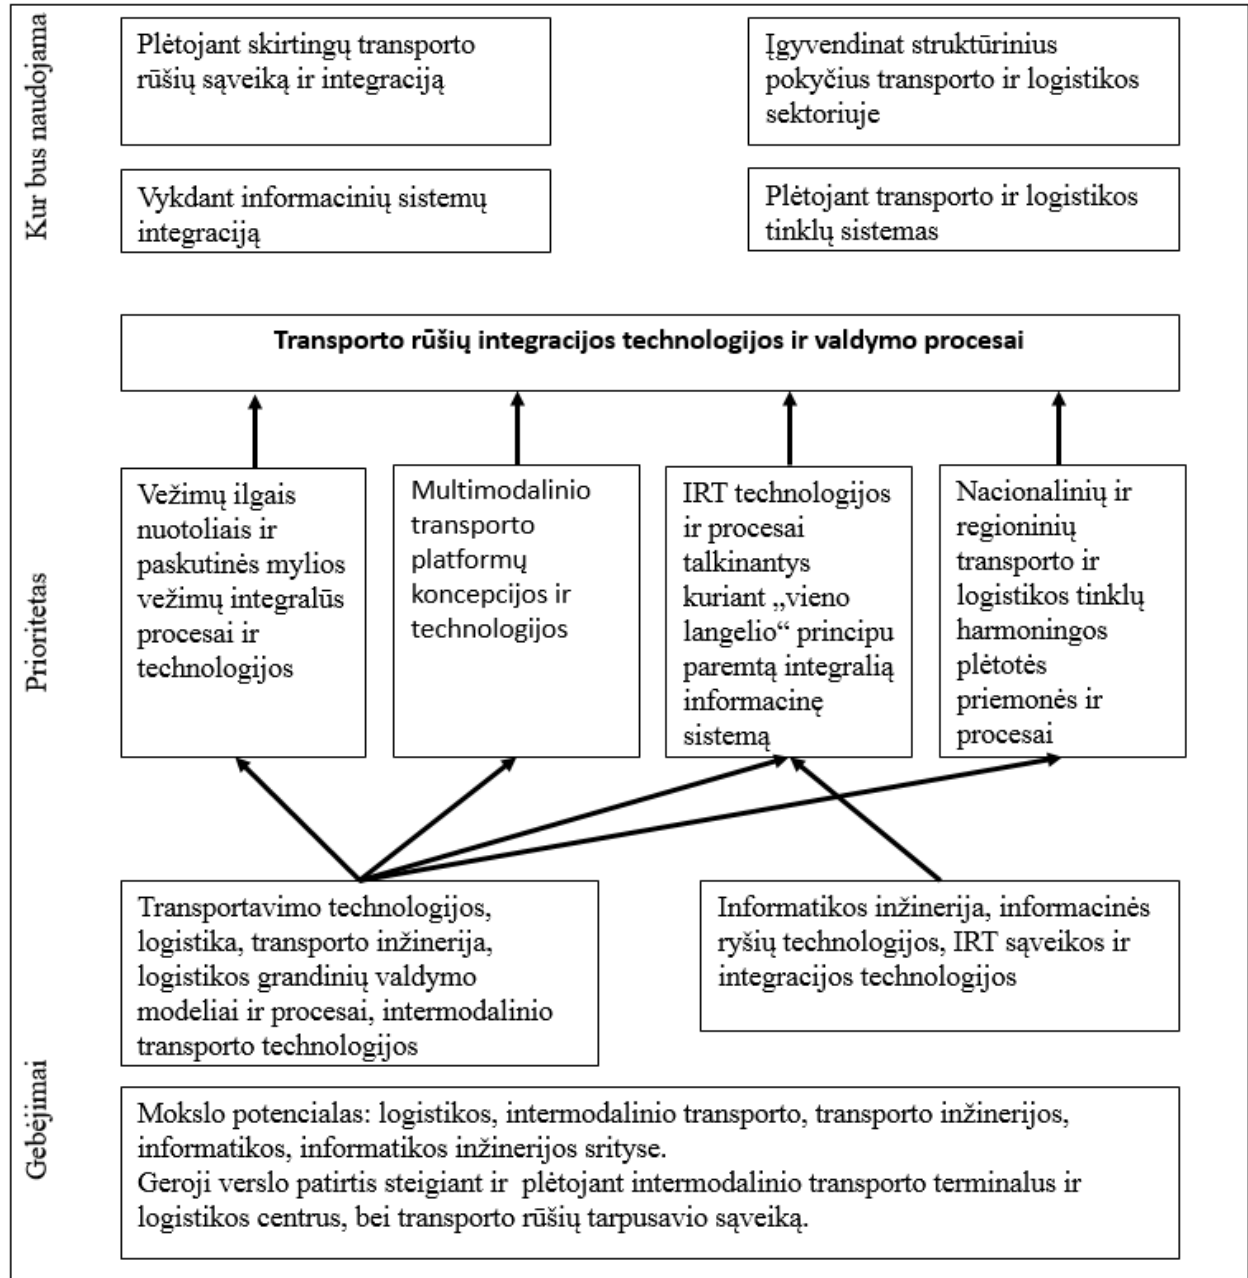 Kur bus naudojama
Plėtojant skirtingų transporto
rūšių sąveiką ir integraciją
Įgyvendinat struktūrinius
pokyčius transporto ir logistikos
sektoriuje
Vykdant informacinių sistemų
integraciją
Plėtojant transporto ir logistikos
tinklų sistemas
Transporto rūšių integracijos technologijos ir valdymo procesai
Prioritetas
Vežimų ilgais
nuotoliais ir
paskutinės mylios
vežimų integralūs
procesai ir
technologijos
Multimodalinio
transporto
platformų
koncepcijos ir
technologijos
IRT technologijos
ir procesai
talkinantys
kuriant „vieno
langelio“ principu
paremtą integralią
informacinę
sistemą
Nacionalinių ir
regioninių
transporto ir
logistikos tinklų
harmoningos
plėtotės
priemonės ir
procesai
Gebėjimai
Transportavimo technologijos,
logistika, transporto inžinerija,
logistikos grandinių valdymo
modeliai ir procesai, intermodalinio
transporto technologijos
Informatikos inžinerija, informacinės
ryšių technologijos, IRT sąveikos ir
integracijos technologijos
Mokslo potencialas: logistikos, intermodalinio transporto, transporto inžinerijos,
informatikos, informatikos inžinerijos srityse.
Geroji verslo patirtis steigiant ir  plėtojant intermodalinio transporto terminalus ir
logistikos centrus, bei transporto rūšių tarpusavio sąveiką.